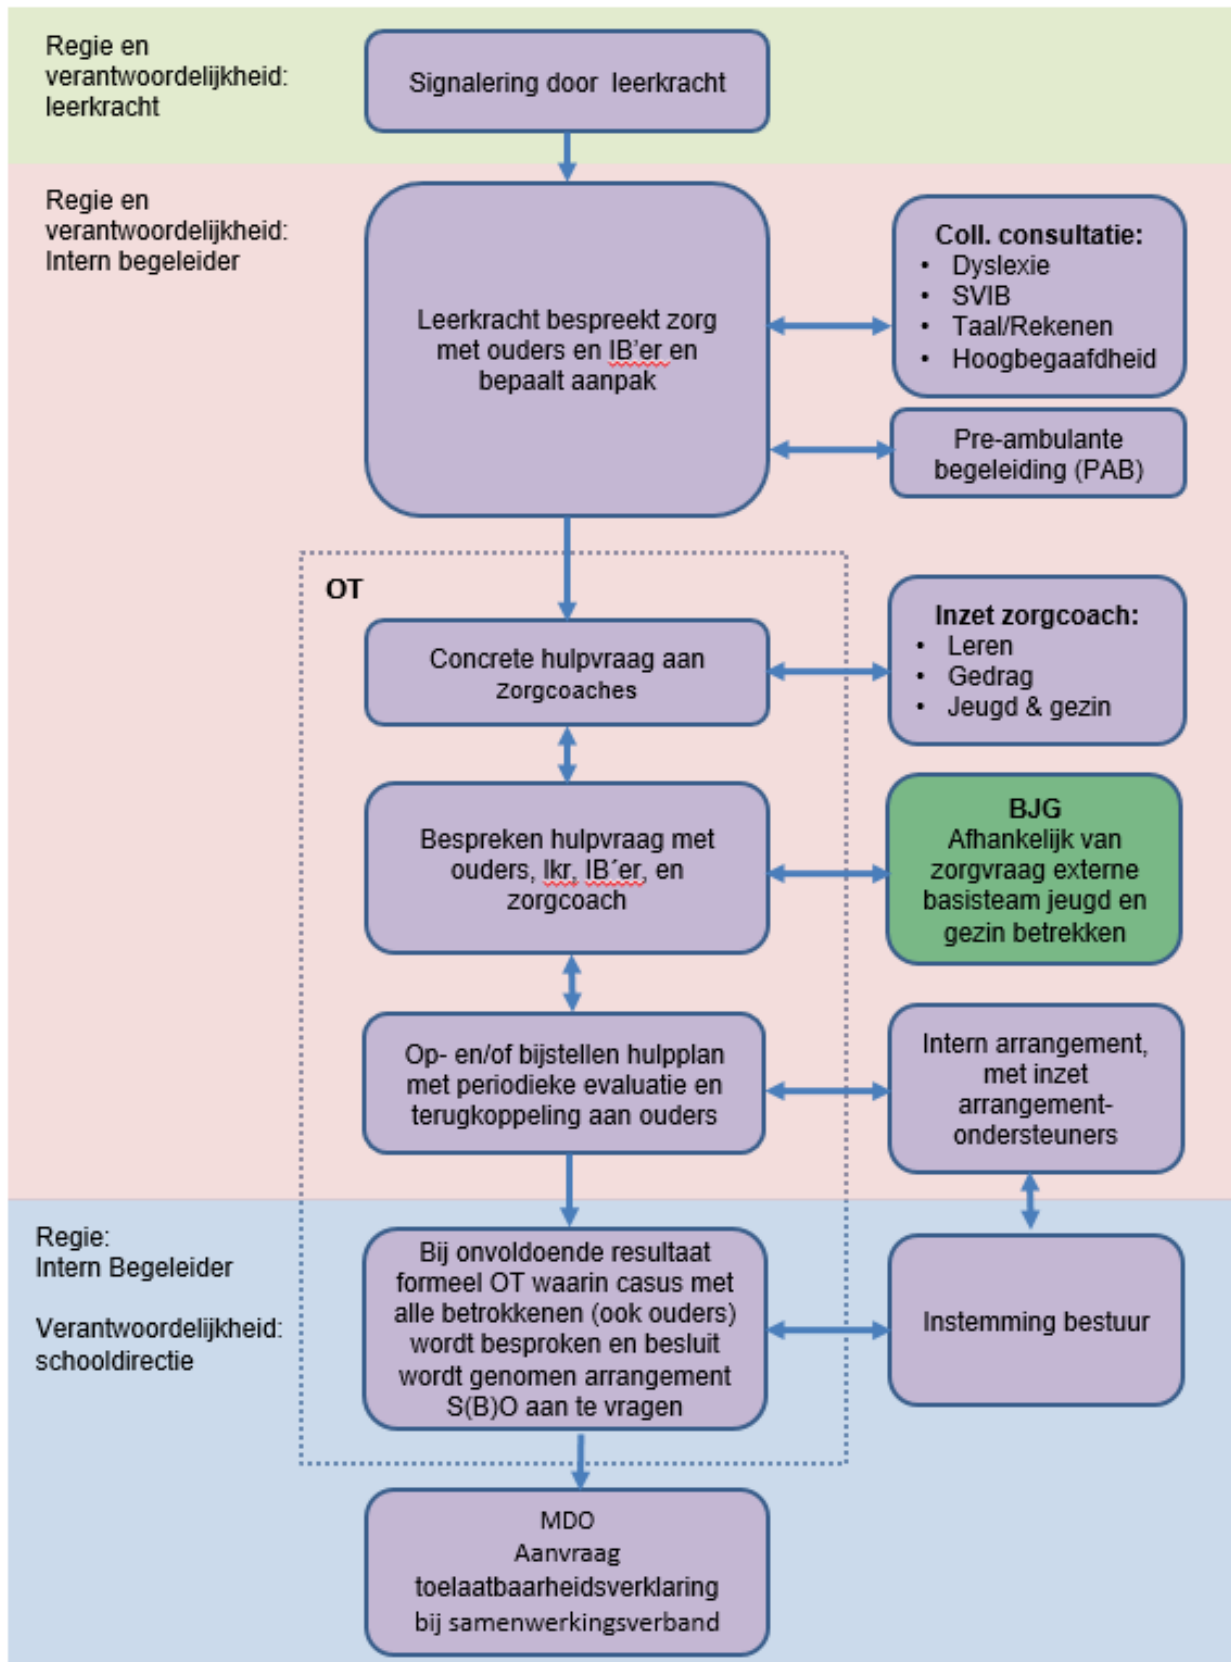 Regie en
verantwoordelijkheid:
leerkracht
Signalering door leerkracht
Regie en
verantwoordelijkheid:
Intern begeleider
Leerkracht bespreekt zorg
met ouders en IB'er en
bepaalt aanpak
Coll. consultatie:
• Dyslexie
• SVIB
• Taal/Rekenen
• Hoogbegaafdheid
Pre-ambulante
begeleiding (PAB)
OT
Concrete hulpvraag aan
Zorgcoaches
Inzet zorgcoach:
• Leren
• Gedrag
• Jeugd & gezin
Bespreken hulpvraag met
ouders, lkr, IB´er, en
zorgcoach
BJG
Afhankelijk van
zorgvraag externe
basisteam jeugd en
gezin betrekken
Op- en/of bijstellen hulpplan
met periodieke evaluatie en
terugkoppeling aan ouders
Intern arrangement,
met inzet
arrangement-
ondersteuners
Regie:
Intern Begeleider
Verantwoordelijkheid:
schooldirectie
Bij onvoldoende resultaat
formeel OT waarin casus met
alle betrokkenen (ook ouders)
wordt besproken en besluit
wordt genomen arrangement
S(B)O aan te vragen
Instemming bestuur
MDO
Aanvraag
toelaatbaarheidsverklaring
bij samenwerkingsverband